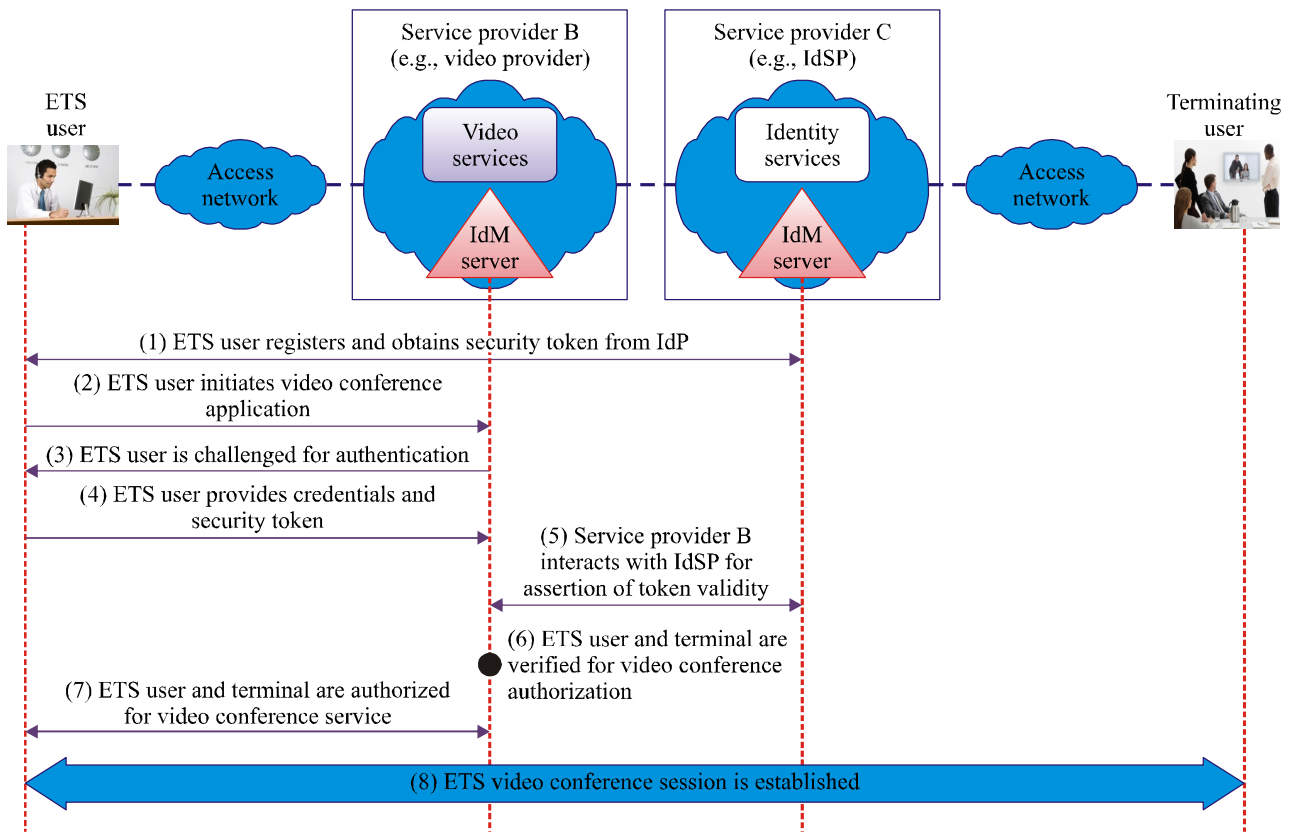 Service provider B
(e.g., video provider)
Service provider C
(e.g., IdSP)
ETS
user
Terminating
user
Video
services
Identity
services
Access
network
Access
network
IdM
server
IdM
server
(1) ETS user registers and obtains security token from IdP
(2) ETS user initiates video conference
application
(3) ETS user is challenged for authentication
(4) ETS user provides credentials and
security token
(5) Service provider B
interacts with IdSP for
assertion of token validity
(6) ETS user and terminal are
verified for video conference
authorization
(7) ETS user and terminal are authorized
for video conference service
(8) ETS video conference session is established